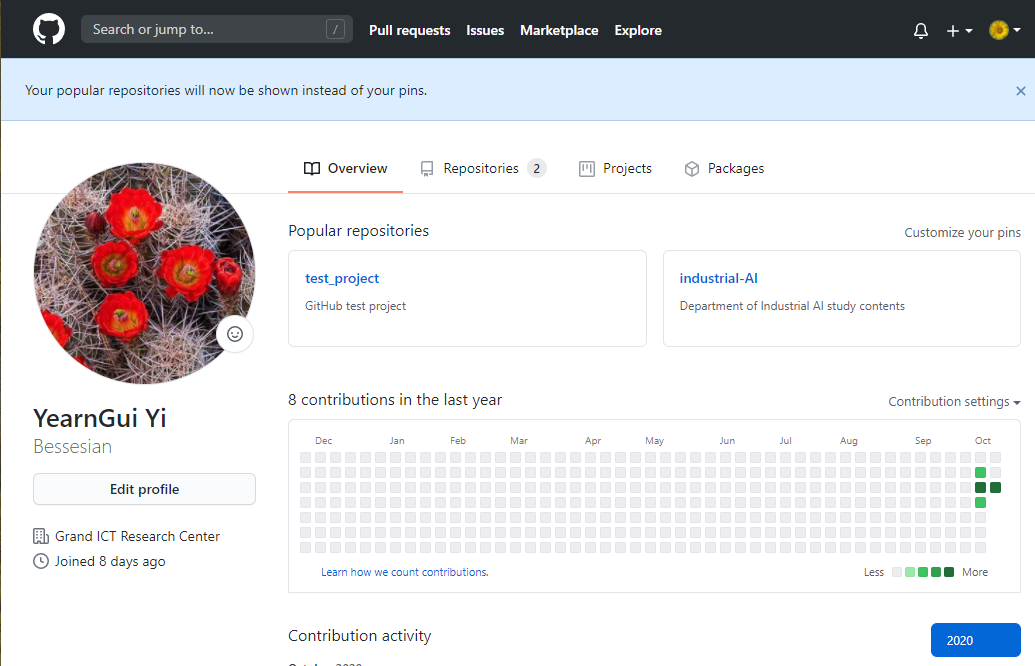 Search or jump to... /
Pull requests Issues Marketplace Explore
Your popular repositories will now be shown instead of your pins.
Overview Repositories 2 Projects Packages
Popular repositories
Customize your pins
test_project
GitHub test project
industrial-AI
Department of Industrial AI study contents
YearnGui Yi
Bessesian
Edit profile
Grand ICT Research Center
Joined 8 days ago
8 contributions in the last year
Contribution settings
Dec Jan Feb Mar Apr May Jun Jul Aug Sep Oct
Learn how we count contributions.
Less More
Contribution activity
2020